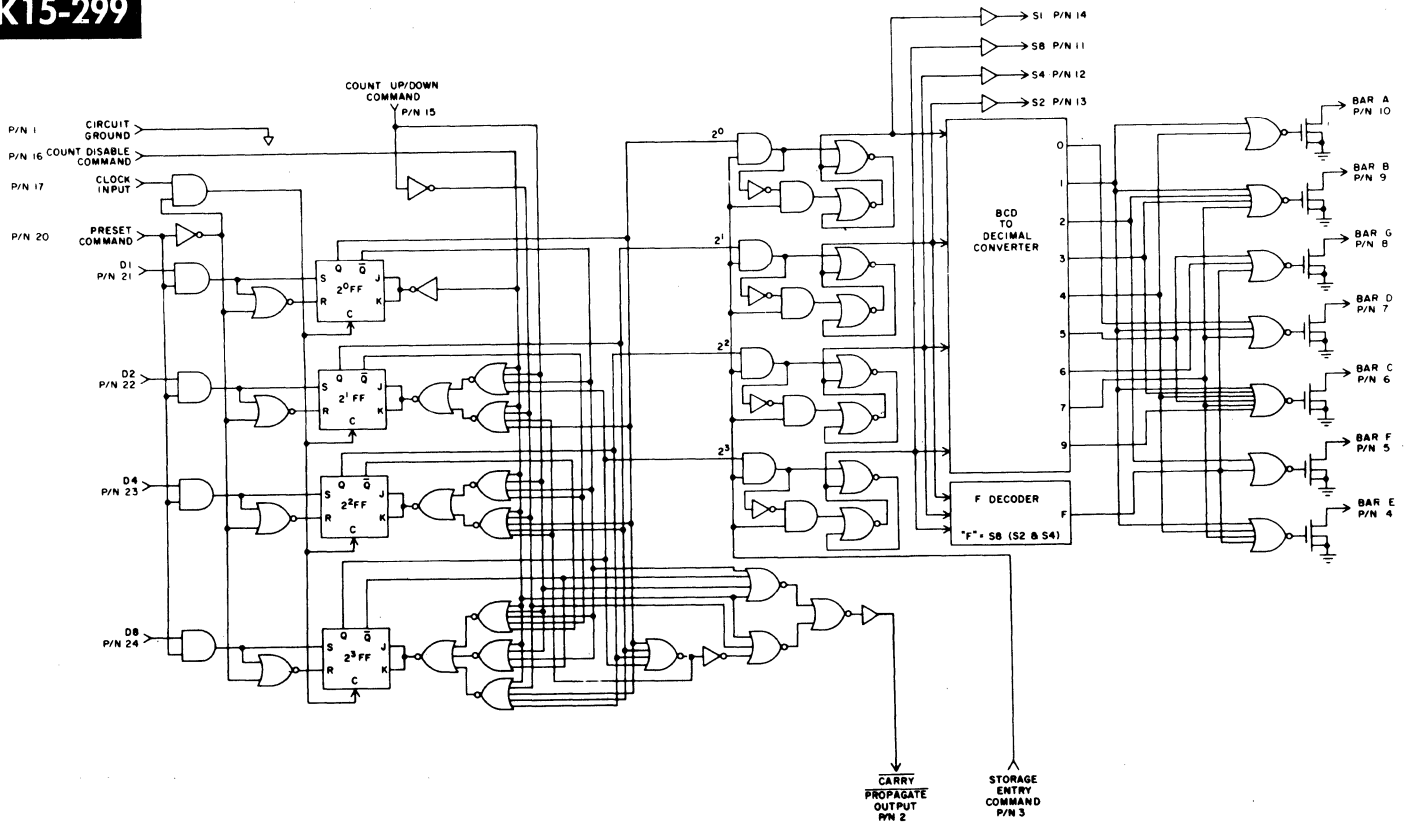 K15-299
S1 P/N 14
S8 P/N 11
S4 P/N 12
S2 P/N 13
COUNT UP/DOWN
COMMAND
P/N 15
P/N 1 CIRCUIT
GROUND
P/N 16 COUNT DISABLE
COMMAND
P/N 17 CLOCK
INPUT
P/N 20 PRESET
COMMAND
D1
P/N 21
S Q Q̅ J
2⁰FF
R K
C
D2
P/N 22
S Q Q̅ J
2¹ FF
R K
C
D4
P/N 23
S Q Q̅ J
2²FF
R K
C
D8
P/N 24
S Q Q̅ J
2³ FF
R K
C
2⁰
2¹
2²
2³
BCD
TO
DECIMAL
CONVERTER
0
1
2
3
4
5
6
7
9
F DECODER
F
"F" = S8 (S2 & S4)
BAR A
P/N 10
BAR B
P/N 9
BAR G
P/N 8
BAR D
P/N 7
BAR C
P/N 6
BAR F
P/N 5
BAR E
P/N 4
CARRY
PROPAGATE
OUTPUT
P/N 2
STORAGE
ENTRY
COMMAND
P/N 3